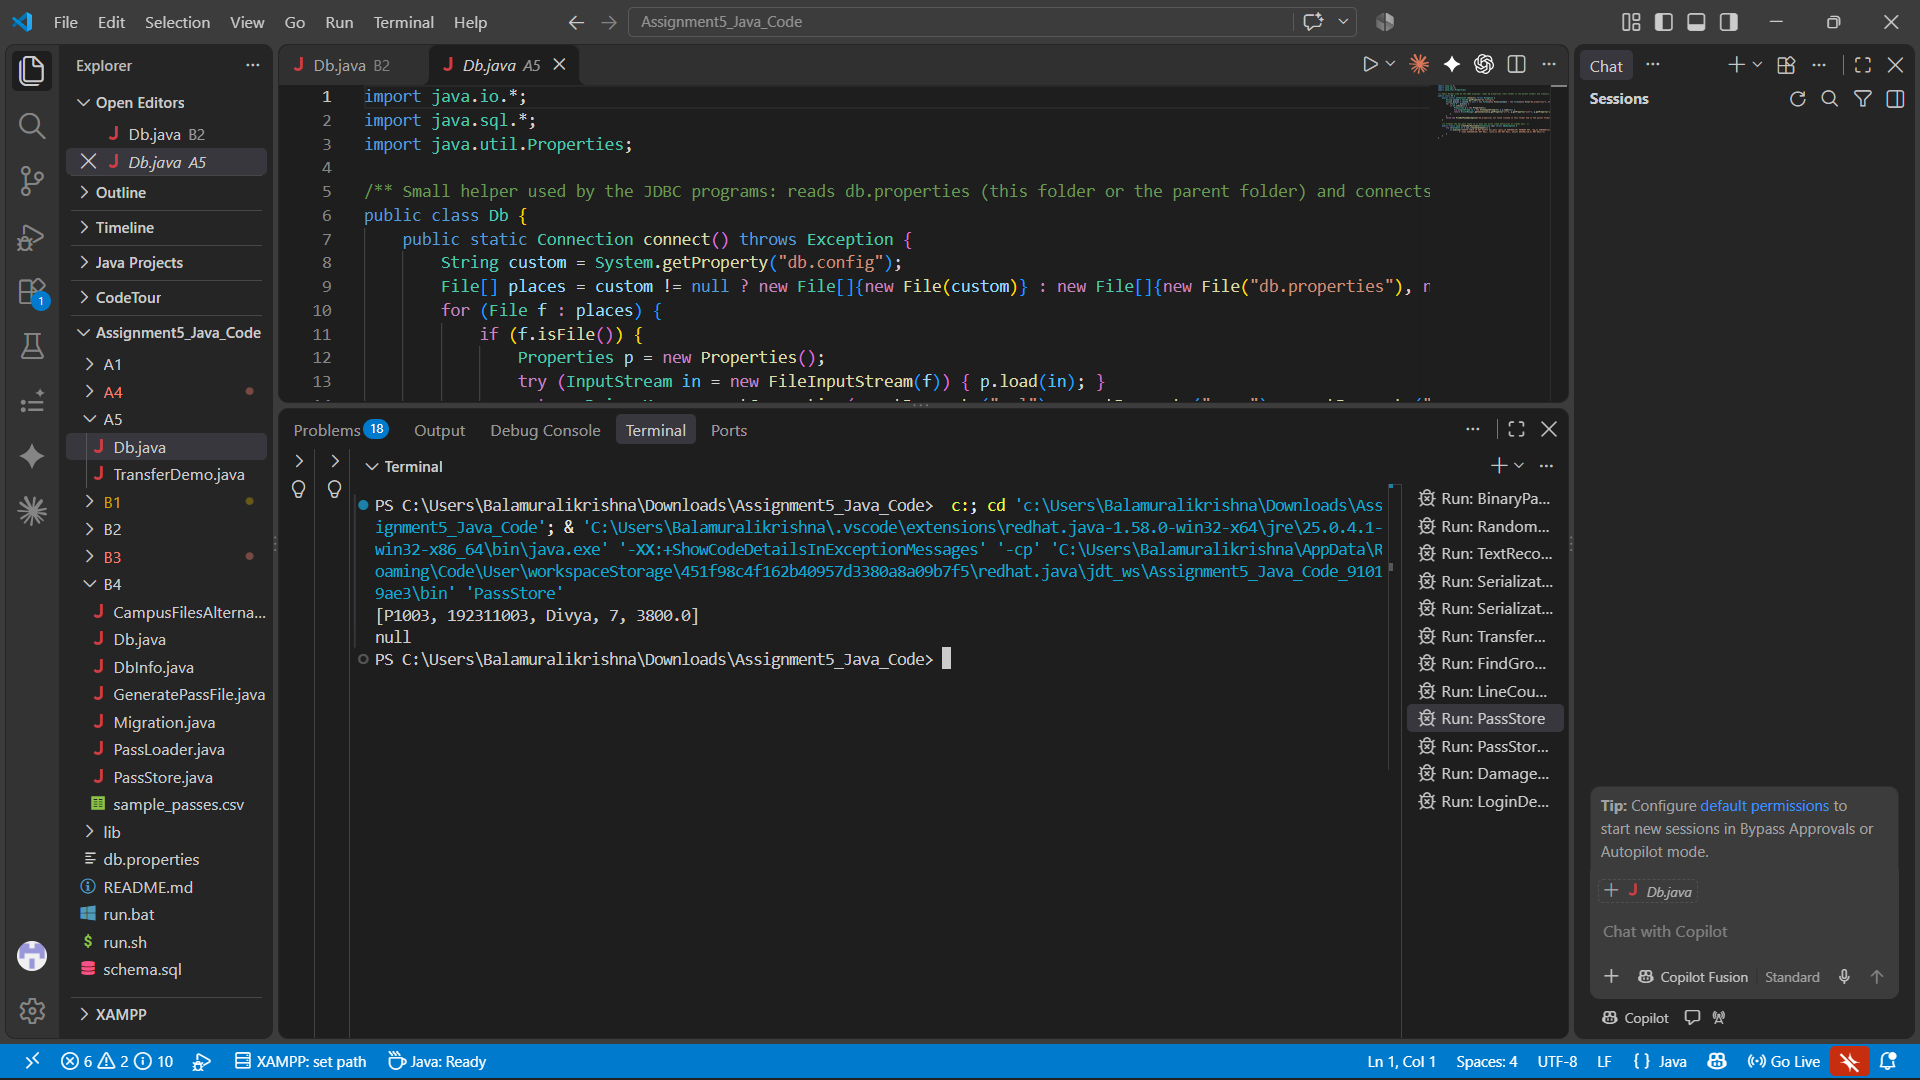 File Edit Selection View Go Run Terminal Help
Assignment5_Java_Code
Explorer
Open Editors
Db.java B2
Db.java A5
Outline
Timeline
Java Projects
CodeTour
Assignment5_Java_Code
A1
A4
A5
Db.java
TransferDemo.java
B1
B2
B3
B4
CampusFilesAlterna...
Db.java
DbInfo.java
GeneratePassFile.java
Migration.java
PassLoader.java
PassStore.java
sample_passes.csv
lib
db.properties
README.md
run.bat
run.sh
schema.sql
XAMPP
1
Db.java B2
Db.java A5
1 import java.io.*;
2 import java.sql.*;
3 import java.util.Properties;
4
5 /** Small helper used by the JDBC programs: reads db.properties (this folder or the parent folder) and connects
6 public class Db {
7 public static Connection connect() throws Exception {
8 String custom = System.getProperty("db.config");
9 File[] places = custom != null ? new File[]{new File(custom)} : new File[]{new File("db.properties"), n
10 for (File f : places) {
11 if (f.isFile()) {
12 Properties p = new Properties();
13 try (InputStream in = new FileInputStream(f)) { p.load(in); }
Problems 18 Output Debug Console Terminal Ports
Terminal
PS C:\Users\Balamuralikrishna\Downloads\Assignment5_Java_Code> c:; cd 'c:\Users\Balamuralikrishna\Downloads\Ass
ignment5_Java_Code'; & 'C:\Users\Balamuralikrishna\.vscode\extensions\redhat.java-1.58.0-win32-x64\jre\25.0.4.1-
win32-x86_64\bin\java.exe' '-XX:+ShowCodeDetailsInExceptionMessages' '-cp' 'C:\Users\Balamuralikrishna\AppData\R
oaming\Code\User\workspaceStorage\451f98c4f162b40957d3380a8a09b7f5\redhat.java\jdt_ws\Assignment5_Java_Code_9101
9ae3\bin' 'PassStore'
[P1003, 192311003, Divya, 7, 3800.0]
null
PS C:\Users\Balamuralikrishna\Downloads\Assignment5_Java_Code>
Run: BinaryPa...
Run: Random...
Run: TextReco...
Run: Serializat...
Run: Serializat...
Run: Transfer...
Run: FindGro...
Run: LineCou...
Run: PassStore
Run: PassStor...
Run: Damage...
Run: LoginDe...
Chat
Sessions
Tip: Configure default permissions to
start new sessions in Bypass Approvals or
Autopilot mode.
Db.java
Chat with Copilot
Copilot Fusion Standard
Copilot
6 2 10 XAMPP: set path Java: Ready
Ln 1, Col 1 Spaces: 4 UTF-8 LF {} Java Go Live